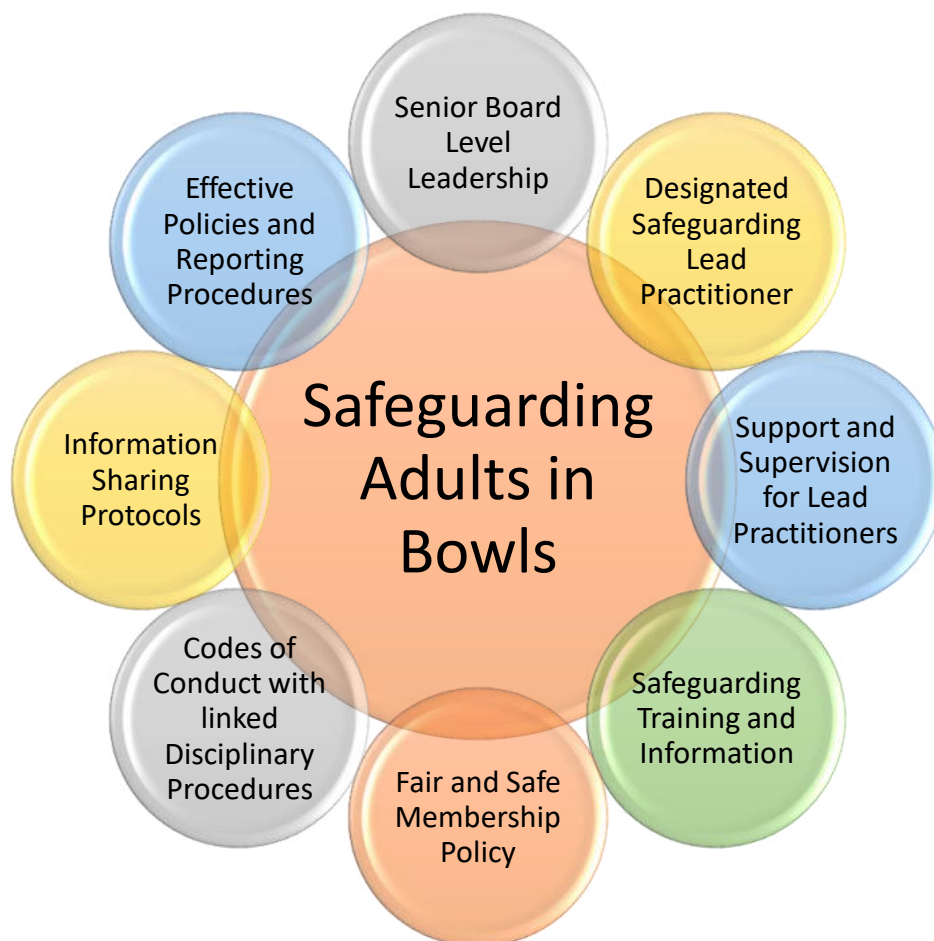 Senior Board
Level
Leadership
Designated
Safeguarding
Lead
Practitioner
Support and
Supervision
for Lead
Practitioners
Safeguarding
Training and
Information
Fair and Safe
Membership
Policy
Codes of
Conduct with
linked
Disciplinary
Procedures
Information
Sharing
Protocols
Effective
Policies and
Reporting
Procedures
Safeguarding
Adults in
Bowls